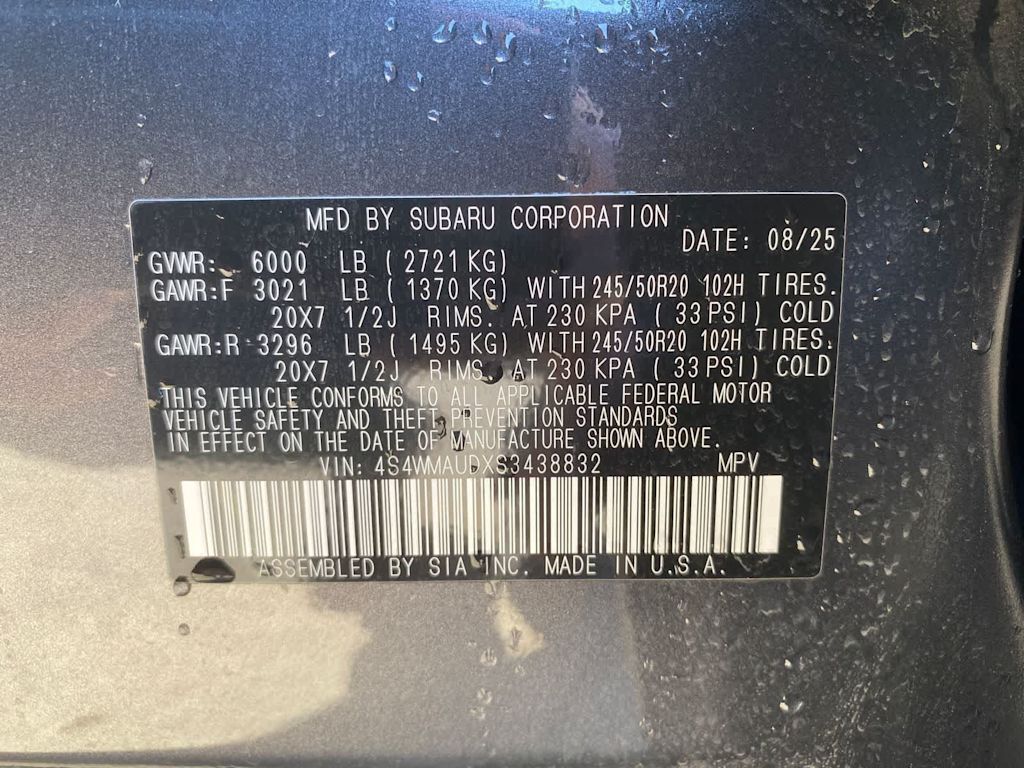 MFD BY SUBARU CORPORATION
DATE: 08/25
GVWR: 6000 LB ( 2721 KG)
GAWR:F 3021 LB ( 1370 KG) WITH 245/50R20 102H TIRES.
20X7 1/2J RIMS. AT 230 KPA ( 33 PSI) COLD
GAWR:R 3296 LB ( 1495 KG) WITH 245/50R20 102H TIRES.
20X7 1/2J RIMS. AT 230 KPA ( 33 PSI) COLD
THIS VEHICLE CONFORMS TO ALL APPLICABLE FEDERAL MOTOR
VEHICLE SAFETY AND THEFT PREVENTION STANDARDS
IN EFFECT ON THE DATE OF MANUFACTURE SHOWN ABOVE.
VIN: 4S4WMAUDXS3438832 MPV
ASSEMBLED BY SIA INC. MADE IN U.S.A.